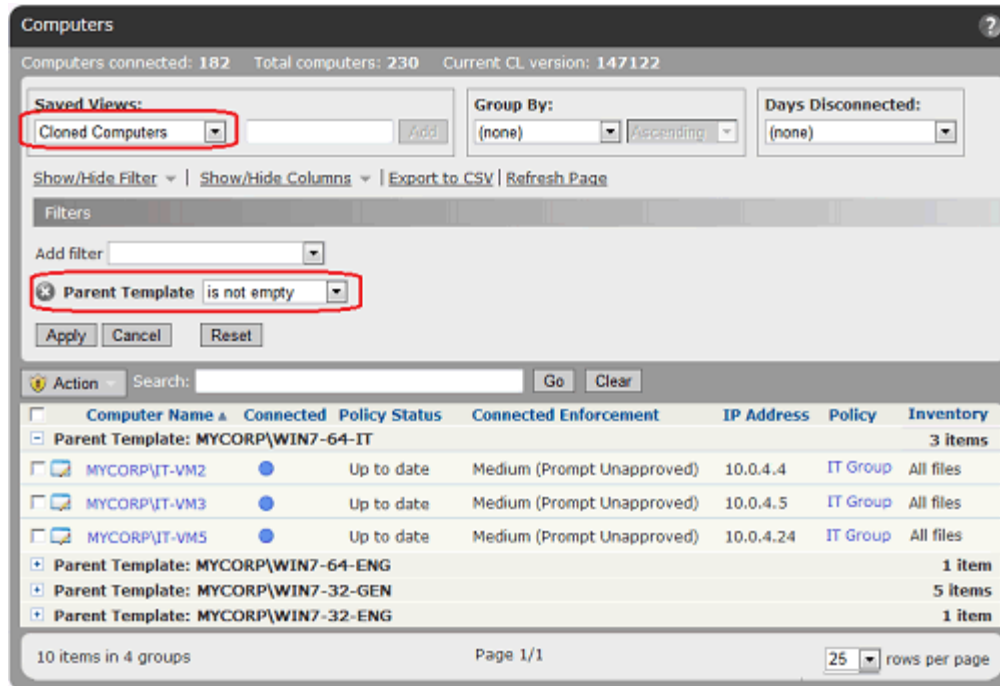 Computers
?
Computers connected: 182 Total computers: 230 Current CL version: 147122
Saved Views: Group By: Days Disconnected:
Cloned Computers Add (none) Ascending (none)
Show/Hide Filter | Show/Hide Columns | Export to CSV | Refresh Page
Filters
Add filter
Parent Template is not empty
Apply Cancel Reset
Action Search: Go Clear
Computer Name Connected Policy Status Connected Enforcement IP Address Policy Inventory
Parent Template: MYCORP\WIN7-64-IT 3 items
MYCORP\IT-VM2 Up to date Medium (Prompt Unapproved) 10.0.4.4 IT Group All files
MYCORP\IT-VM3 Up to date Medium (Prompt Unapproved) 10.0.4.5 IT Group All files
MYCORP\IT-VM5 Up to date Medium (Prompt Unapproved) 10.0.4.24 IT Group All files
Parent Template: MYCORP\WIN7-64-ENG 1 item
Parent Template: MYCORP\WIN7-32-GEN 5 items
Parent Template: MYCORP\WIN7-32-ENG 1 item
10 items in 4 groups Page 1/1 25 rows per page